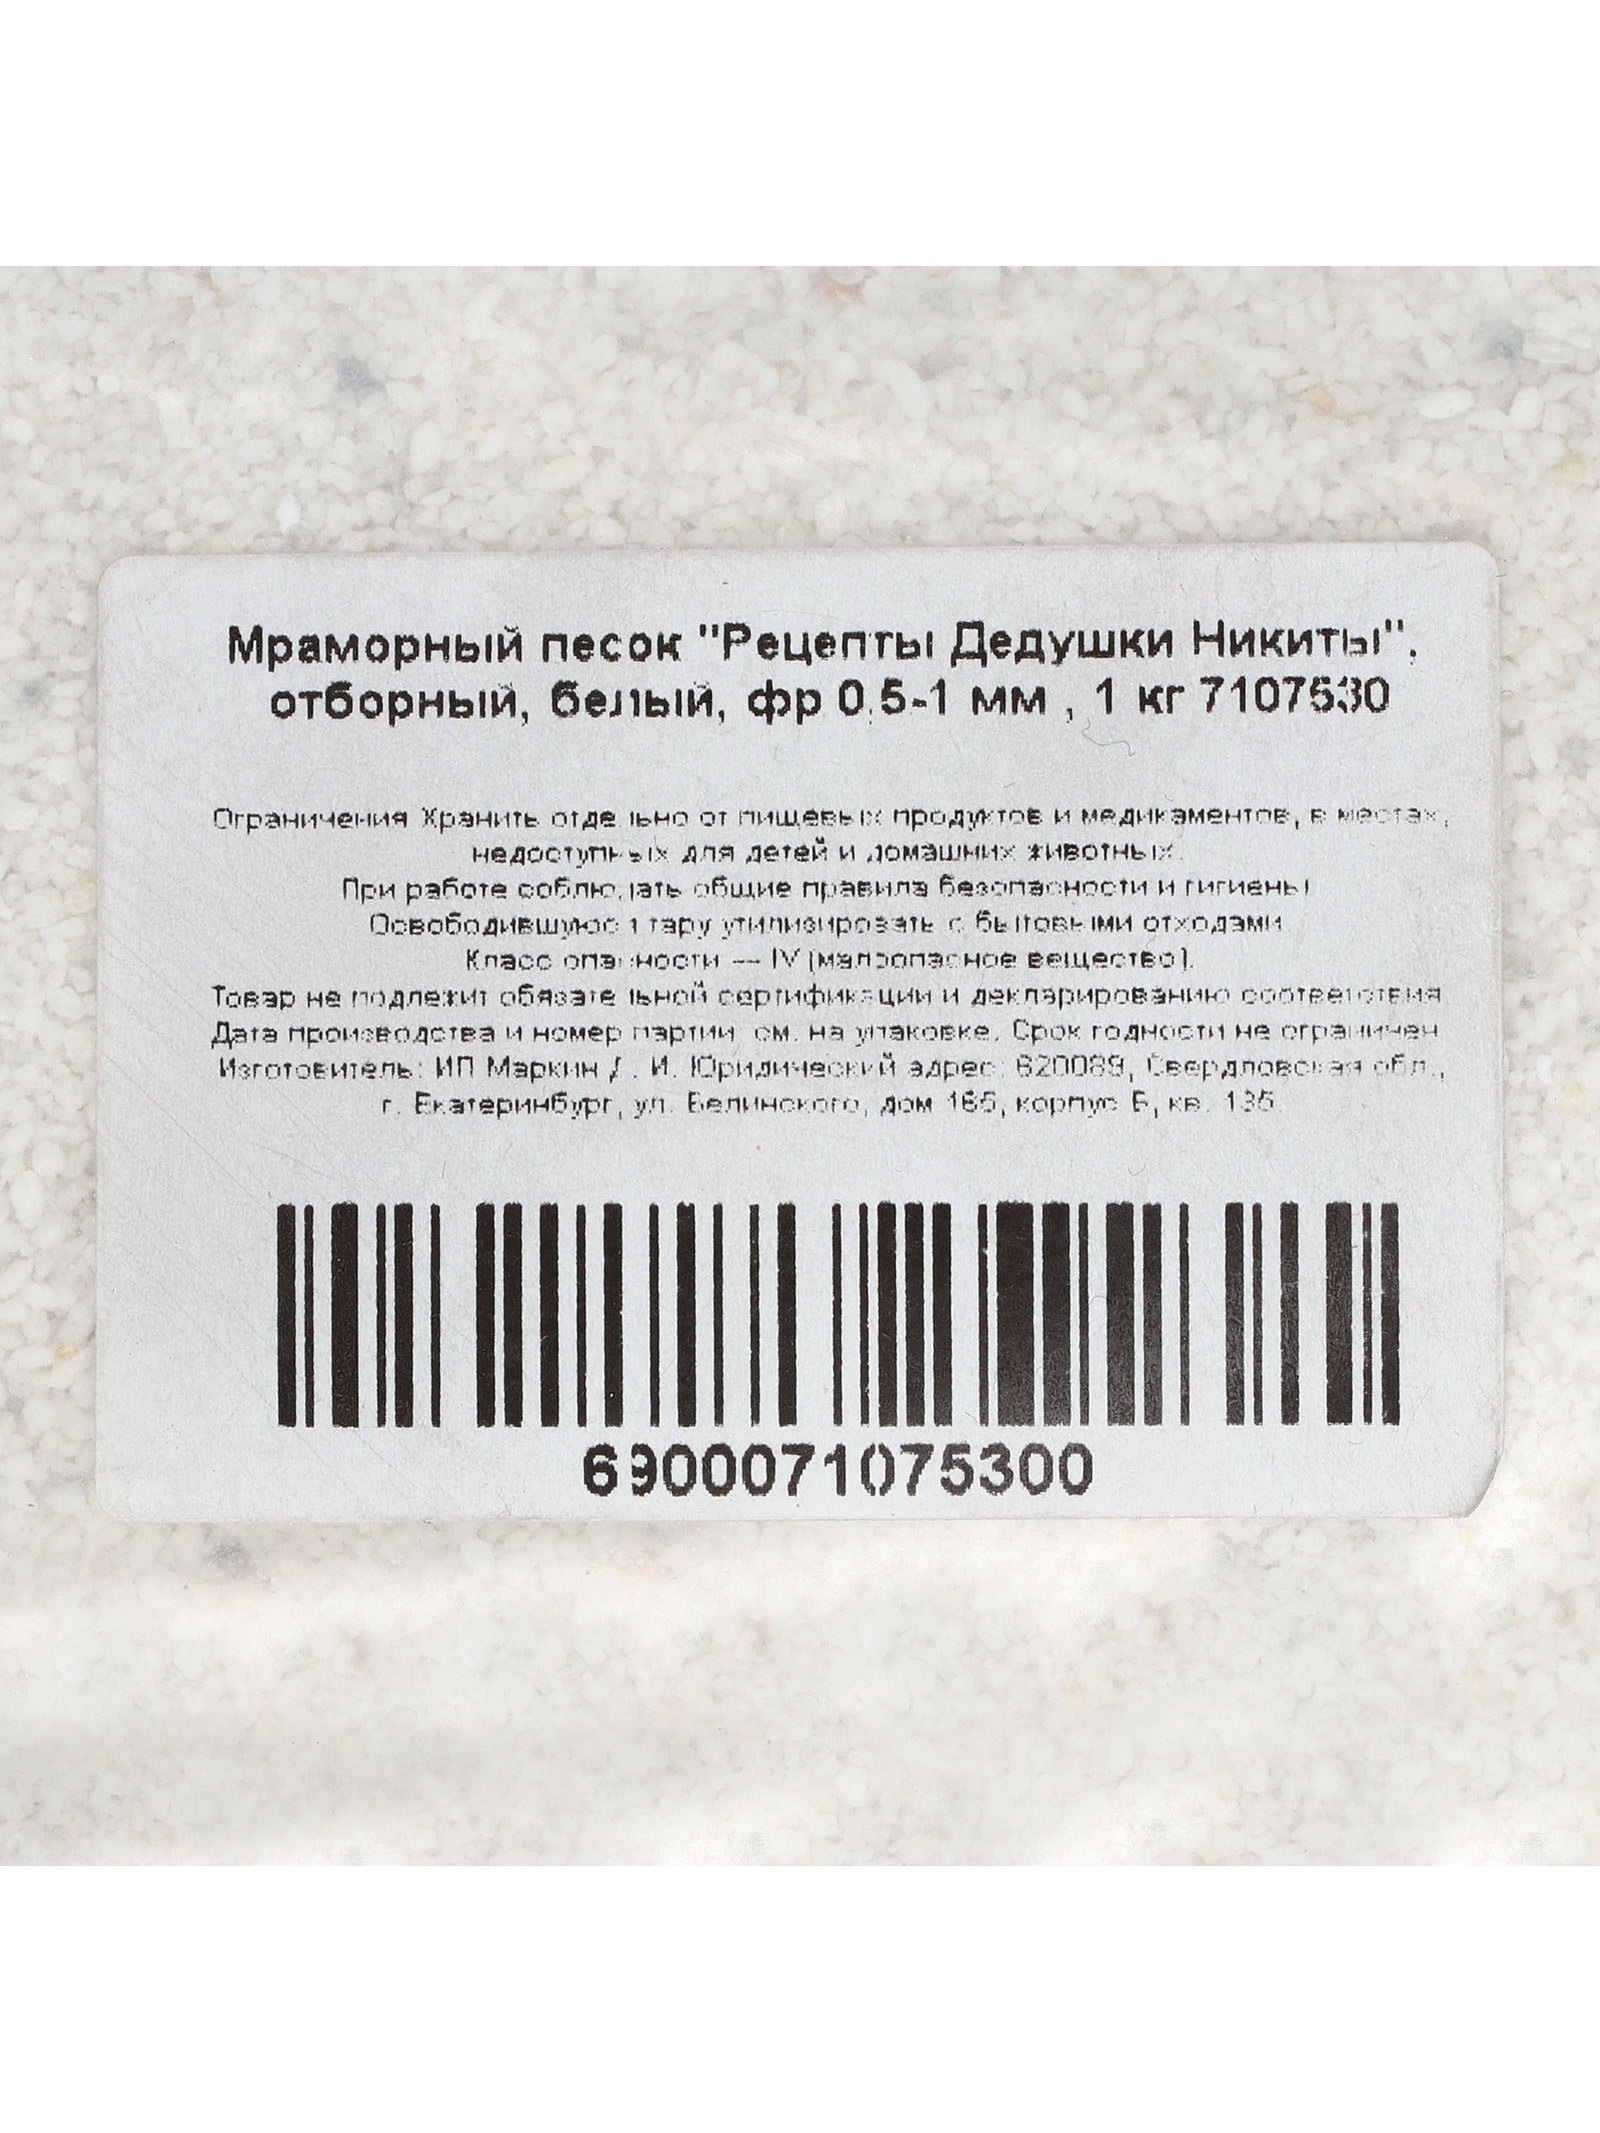 Мраморный песок "Рецепты Дедушки Никиты",
отборный, белый, фр 0,5-1 мм , 1 кг 7107530
Ограничения Хранить отдельно от пищевых продуктов и медикаментов, в местах,
недоступных для детей и домашних животных.
При работе соблюдать общие правила безопасности и гигиены
Освободившуюся тару утилизировать с бытовыми отходами
Класс опасности — IV (малоопасное вещество).
Товар не подлежит обязательной сертификации и декларированию соответствия
Дата производства и номер партии см. на упаковке. Срок годности не ограничен
Изготовитель: ИП Маркин Д. И. Юридический адрес: 620089, Свердловская обл.,
г. Екатеринбург, ул. Белинского, дом 165, корпус Б, кв. 135
6900071075300